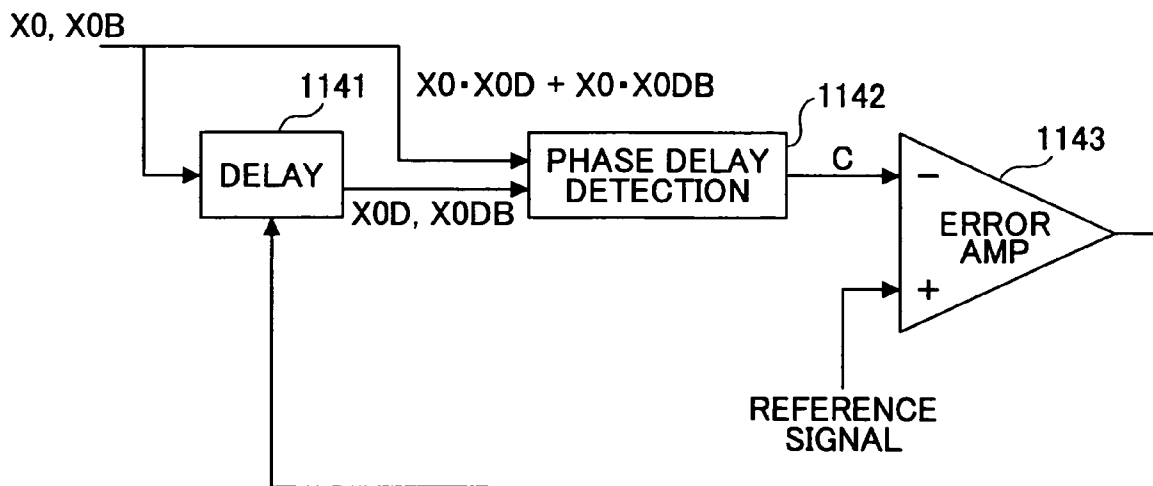 X0, X0B
1141
X0·X0D + X0·X0DB
1142
DELAY
PHASE DELAY
DETECTION
C
1143
X0D, X0DB
−
ERROR
AMP
+
REFERENCE
SIGNAL